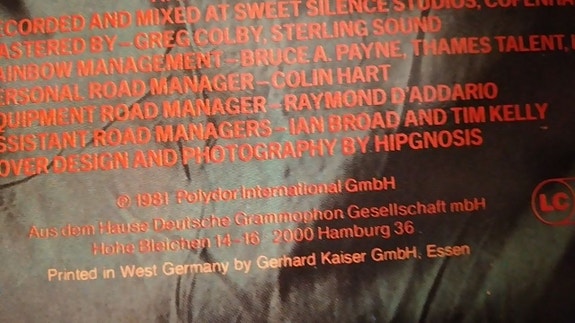 ECORDED AND MIXED AT SWEET SILENCE STUDIOS, COPENHA
ASTERED BY–GREG COLBY, STERLING SOUND
AINBOW MANAGEMENT–BRUCE A. PAYNE, THAMES TALENT,
ERSONAL ROAD MANAGER–COLIN HART
QUIPMENT ROAD MANAGER–RAYMOND D'ADDARIO
SSISTANT ROAD MANAGERS–IAN BROAD AND TIM KELLY
OVER DESIGN AND PHOTOGRAPHY BY HIPGNOSIS
℗ 1981 Polydor International GmbH
Aus dem Hause Deutsche Grammophon Gesellschaft mbH
Hohe Bleichen 14-16 2000 Hamburg 36
LC
Printed in West Germany by Gerhard Kaiser GmbH, Essen